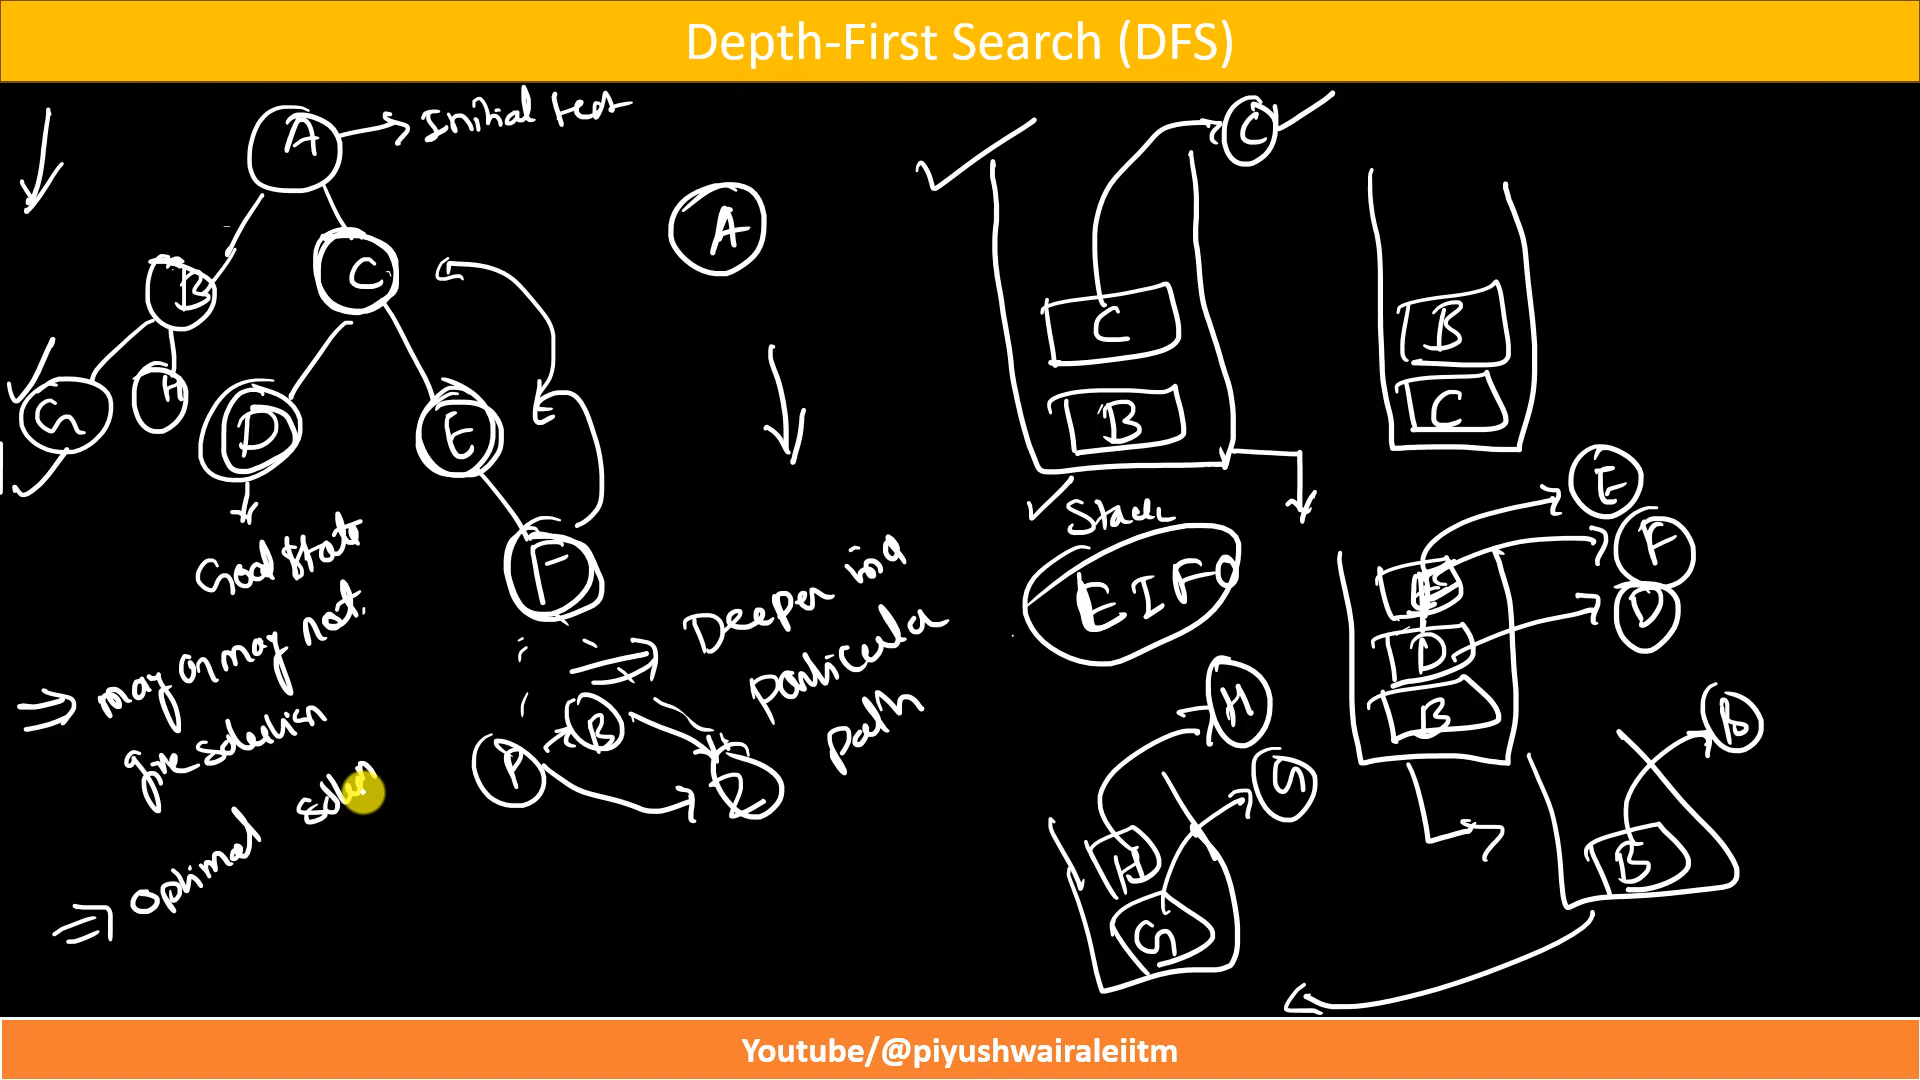 Depth-First Search (DFS)
A
Initial test
B
C
G
H
D
E
F
Goal state
may or may not.
give solution
optimal
A
Deeper in a
particular
path
P
B
2
C
C
B
Stack
B
C
E
F
D
E
D
B
H
G
H
G
B
B
Youtube/@piyushwairaleiitm